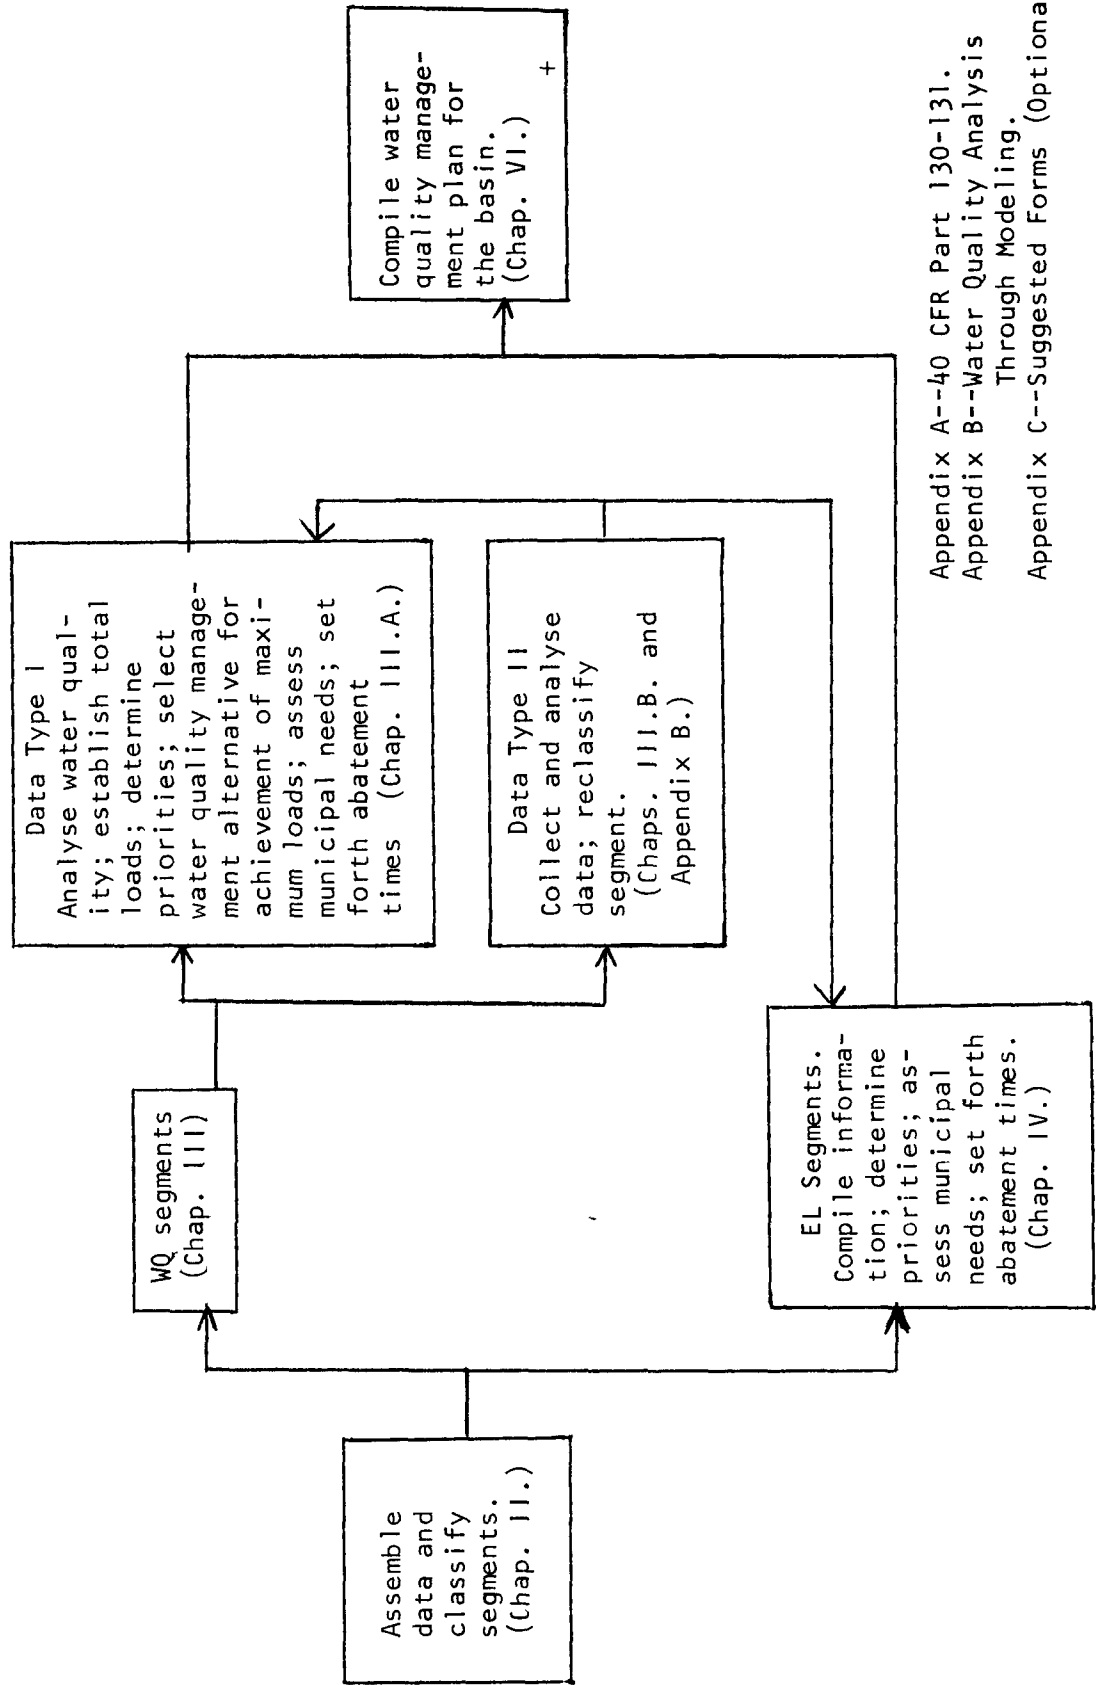 Assemble
data and
classify
segments.
(Chap. II.)
WQ segments
(Chap. III)
EL Segments.
Compile informa-
tion; determine
priorities; as-
sess municipal
needs; set forth
abatement times.
(Chap. IV.)
Data Type I
Analyse water qual-
ity; establish total
loads; determine
priorities; select
water quality manage-
ment alternative for
achievement of maxi-
mum loads; assess
municipal needs; set
forth abatement
times (Chap. III.A.)
Data Type II
Collect and analyse
data; reclassify
segment.
(Chaps. III.B. and
Appendix B.)
Compile water
quality manage-
ment plan for
the basin.
(Chap. VI.)
+
Appendix A--40 CFR Part 130-131.
Appendix B--Water Quality Analysis
Through Modeling.
Appendix C--Suggested Forms (Optiona